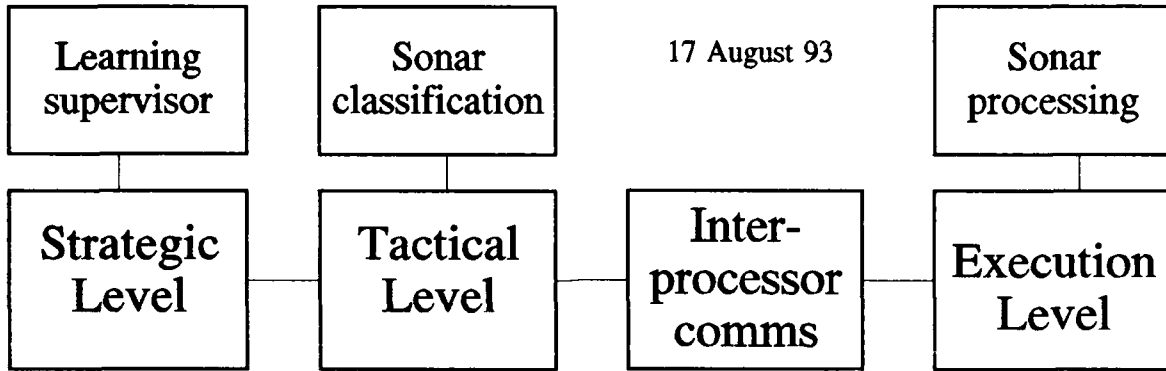 Learning
supervisor
Sonar
classification
17 August 93
Sonar
processing
Strategic
Level
Tactical
Level
Inter-
processor
comms
Execution
Level